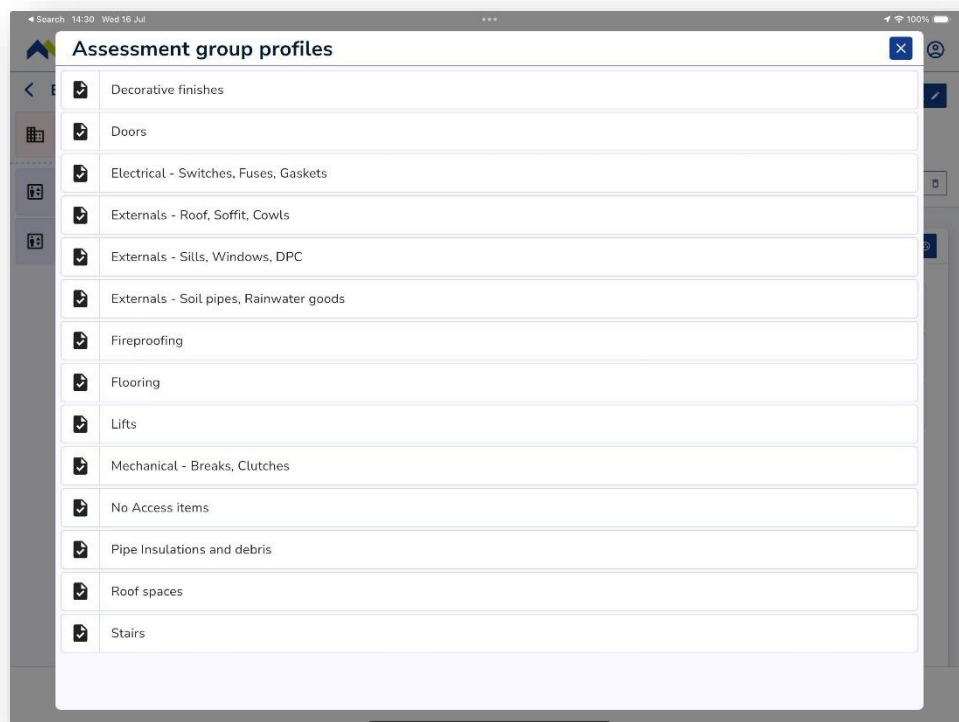 Search 14:30 Wed 16 Jul
100%
Assessment group profiles
Decorative finishes
Doors
Electrical - Switches, Fuses, Gaskets
Externals - Roof, Soffit, Cowls
Externals - Sills, Windows, DPC
Externals - Soil pipes, Rainwater goods
Fireproofing
Flooring
Lifts
Mechanical - Breaks, Clutches
No Access items
Pipe Insulations and debris
Roof spaces
Stairs